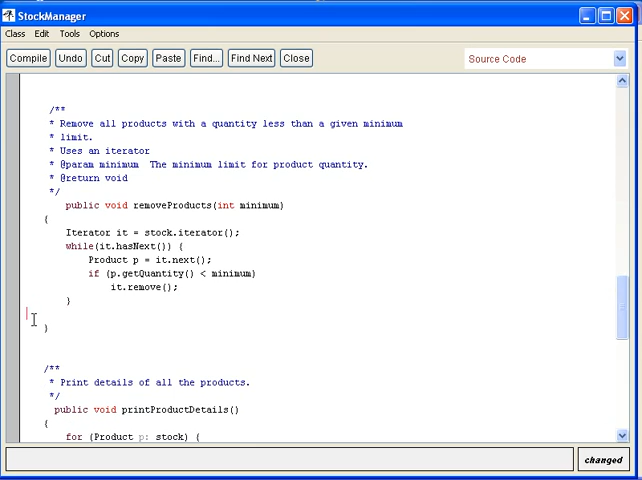 StockManager
Class Edit Tools Options
Compile Undo Cut Copy Paste Find... Find Next Close Source Code
/**
* Remove all products with a quantity less than a given minimum
* limit.
* Uses an iterator
* @param minimum  The minimum limit for product quantity.
* @return void
*/
public void removeProducts(int minimum)
{
Iterator it = stock.iterator();
while(it.hasNext()) {
Product p = it.next();
if (p.getQuantity() < minimum)
it.remove();
}
}
/**
* Print details of all the products.
*/
public void printProductDetails()
{
for (Product p: stock) {
changed